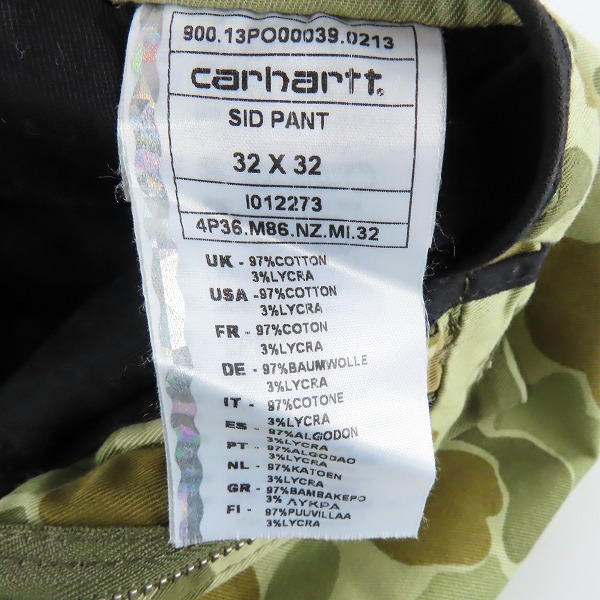 900.13PO00039.0213
carhartt.
SID PANT
32 X 32
I012273
4P36.M86.NZ.MI.32
UK - 97%COTTON
3%LYCRA
USA -97%COTTON
3%LYCRA
FR - 97%COTON
3%LYCRA
DE - 97%BAUMWOLLE
3%LYCRA
IT - 97%COTONE
3%LYCRA
ES - 97%ALGODON
3%LYCRA
PT - 97%ALGODAO
3%LYCRA
NL - 97%KATOEN
3%LYCRA
GR - 97%BAMBAKEPO
3% ΛYKPA
FI - 97%PUUVILLAA
3%LYCRA